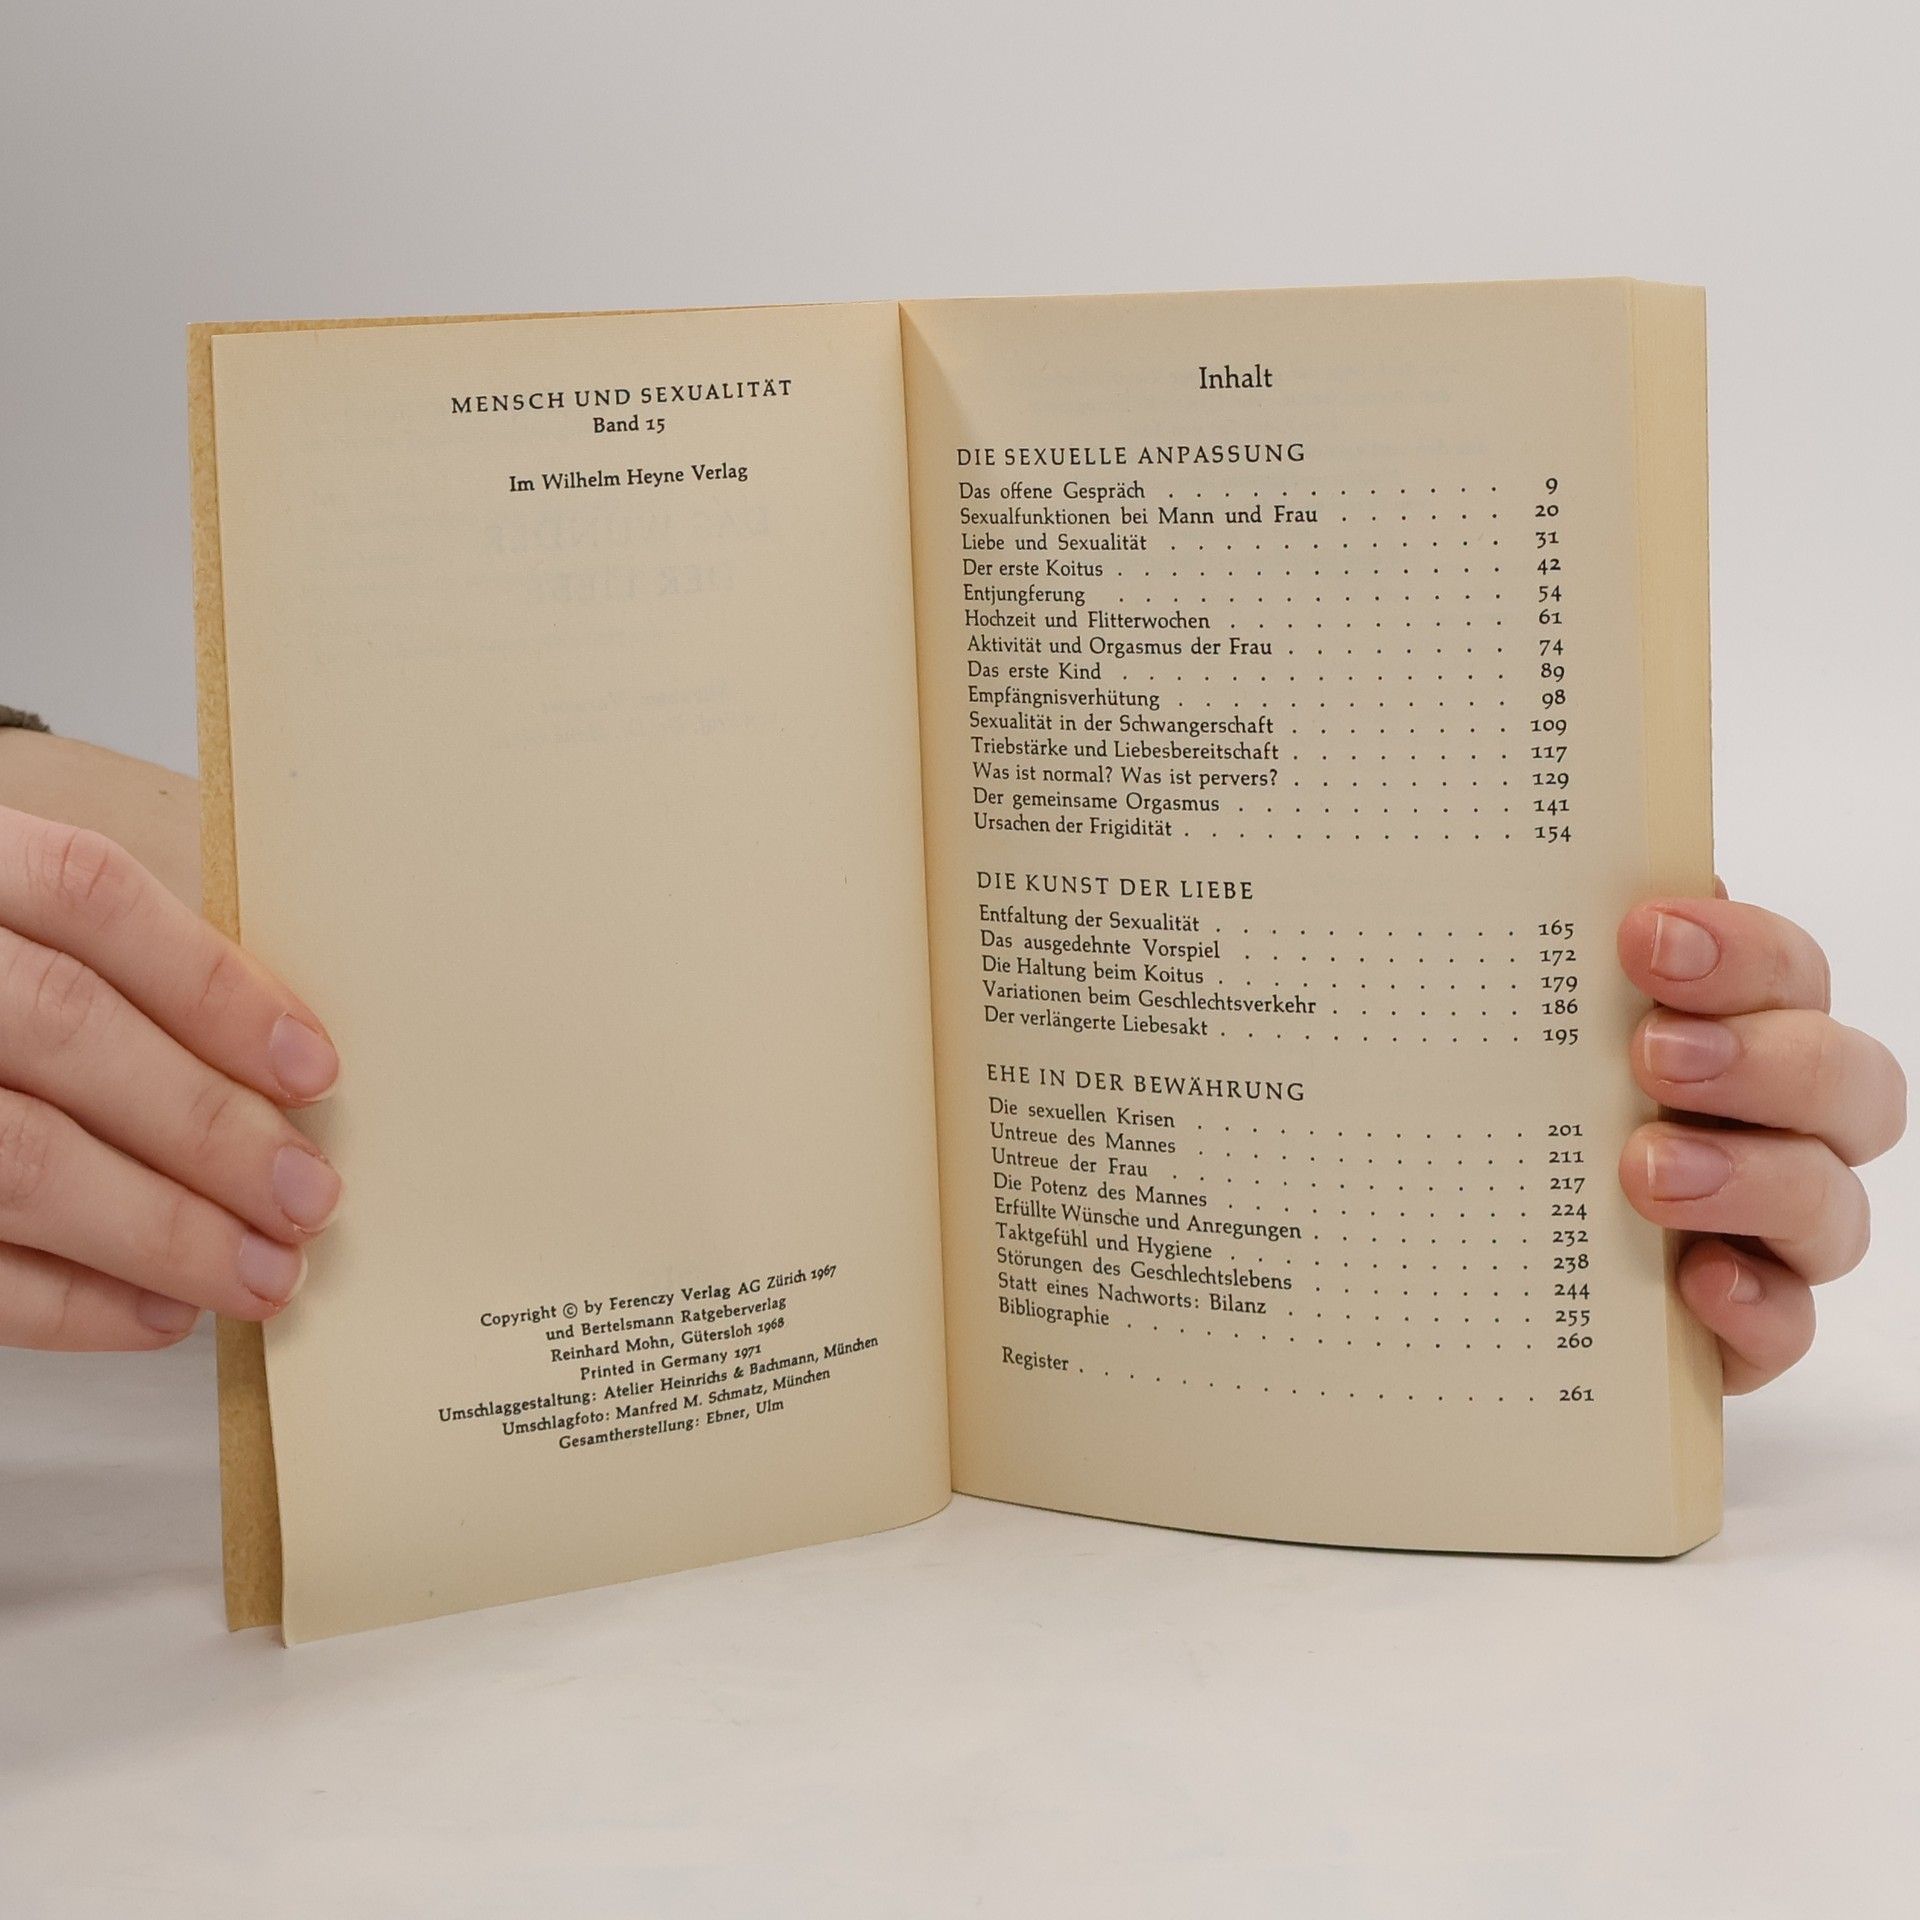 MENSCH UND SEXUALITÄT
Band 15
Im Wilhelm Heyne Verlag
Copyright © by Ferenczy Verlag AG Zürich 1967
und Bertelsmann Ratgeberverlag
Reinhard Mohn, Gütersloh 1968
Printed in Germany 1971
Umschlaggestaltung: Atelier Heinrichs & Bachmann, München
Umschlagfoto: Manfred M. Schmatz, München
Gesamtherstellung: Ebner, Ulm
Inhalt
DIE SEXUELLE ANPASSUNG
Das offene Gespräch . . . . . . . . . . . . 9
Sexualfunktionen bei Mann und Frau . . . . . . 20
Liebe und Sexualität . . . . . . . . . . . . 31
Der erste Koitus . . . . . . . . . . . . . . 42
Entjungferung . . . . . . . . . . . . . . 54
Hochzeit und Flitterwochen . . . . . . . . . . 61
Aktivität und Orgasmus der Frau . . . . . . . . 74
Das erste Kind . . . . . . . . . . . . . . 89
Empfängnisverhütung . . . . . . . . . . . . 98
Sexualität in der Schwangerschaft . . . . . . . . 109
Triebstärke und Liebesbereitschaft . . . . . . . . 117
Was ist normal? Was ist pervers? . . . . . . . . 129
Der gemeinsame Orgasmus . . . . . . . . . . 141
Ursachen der Frigidität . . . . . . . . . . . . 154
DIE KUNST DER LIEBE
Entfaltung der Sexualität . . . . . . . . . . . 165
Das ausgedehnte Vorspiel . . . . . . . . . . 172
Die Haltung beim Koitus . . . . . . . . . . . 179
Variationen beim Geschlechtsverkehr . . . . . . . 186
Der verlängerte Liebesakt . . . . . . . . . . . 195
EHE IN DER BEWÄHRUNG
Die sexuellen Krisen . . . . . . . . . . . . 201
Untreue des Mannes . . . . . . . . . . . . 211
Untreue der Frau . . . . . . . . . . . . . 217
Die Potenz des Mannes . . . . . . . . . . . 224
Erfüllte Wünsche und Anregungen . . . . . . . . 232
Taktgefühl und Hygiene . . . . . . . . . . . 238
Störungen des Geschlechtslebens . . . . . . . . 244
Statt eines Nachworts: Bilanz . . . . . . . . . 255
Bibliographie . . . . . . . . . . . . . . . 260
Register . . . . . . . . . . . . . . . . . 261